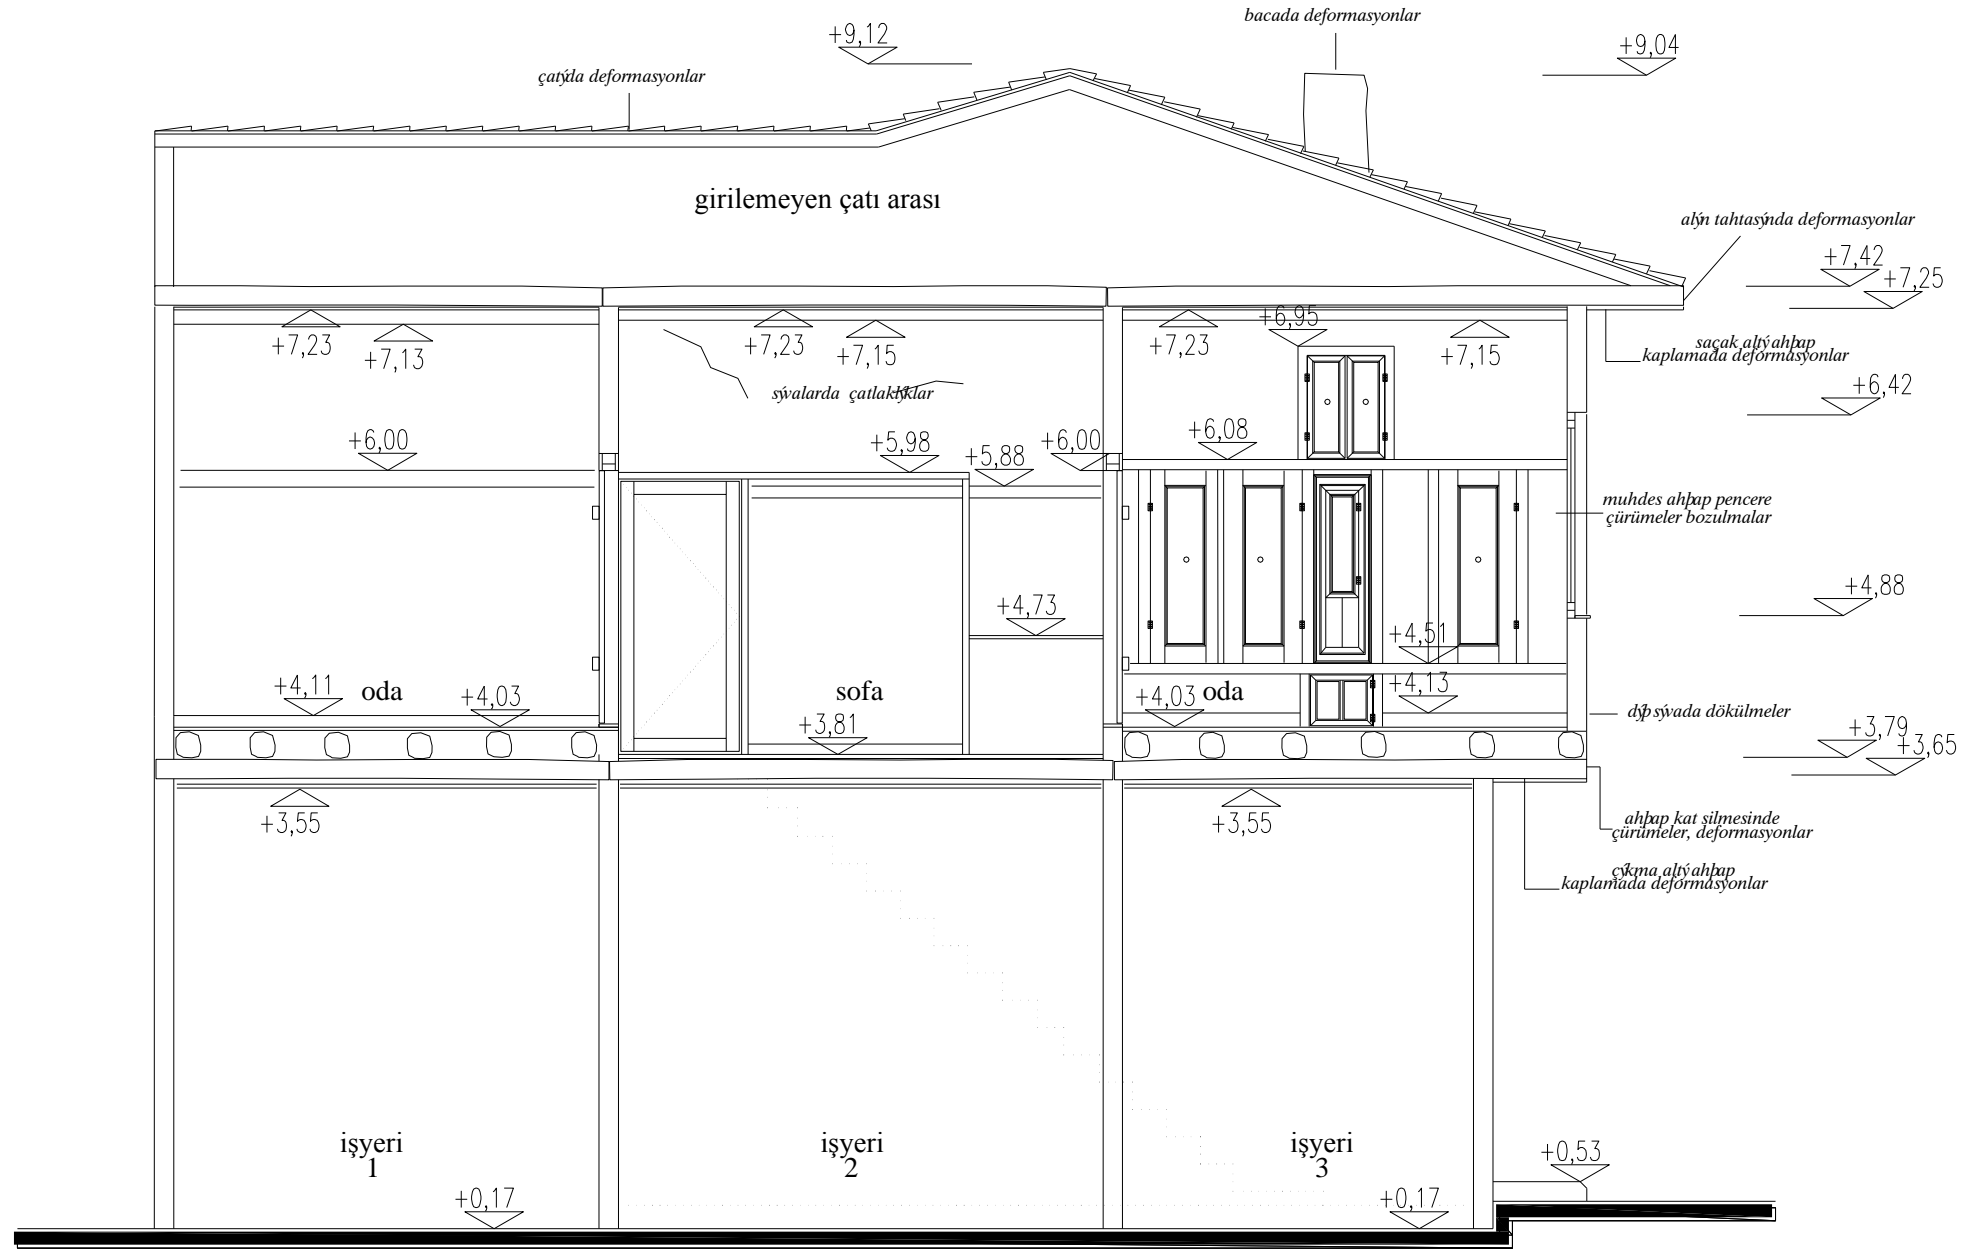 bacada deformasyonlar
+9,12
+9,04
çatýda deformasyonlar
girilemeyen çatı arası
alýn tahtasýnda deformasyonlar
+7,42
+7,25
+6,95
+7,23
+7,13
+7,23
+7,15
+7,23
+7,15
saçak altý ahþap
kaplamada deformasyonlar
sývalarda çatlaklýklar
+6,42
+6,00
+5,98
+5,88
+6,00
+6,08
muhdes ahþap pencere
çürümeler bozulmalar
+4,73
+4,88
+4,51
+4,11
oda
+4,03
sofa
+3,81
+4,03
oda
+4,13
dýþ sývada dökülmeler
+3,79
+3,65
+3,55
+3,55
ahþap kat silmesinde
çürümeler, deformasyonlar
çýkma altý ahþap
kaplamada deformasyonlar
işyeri
1
işyeri
2
işyeri
3
+0,53
+0,17
+0,17